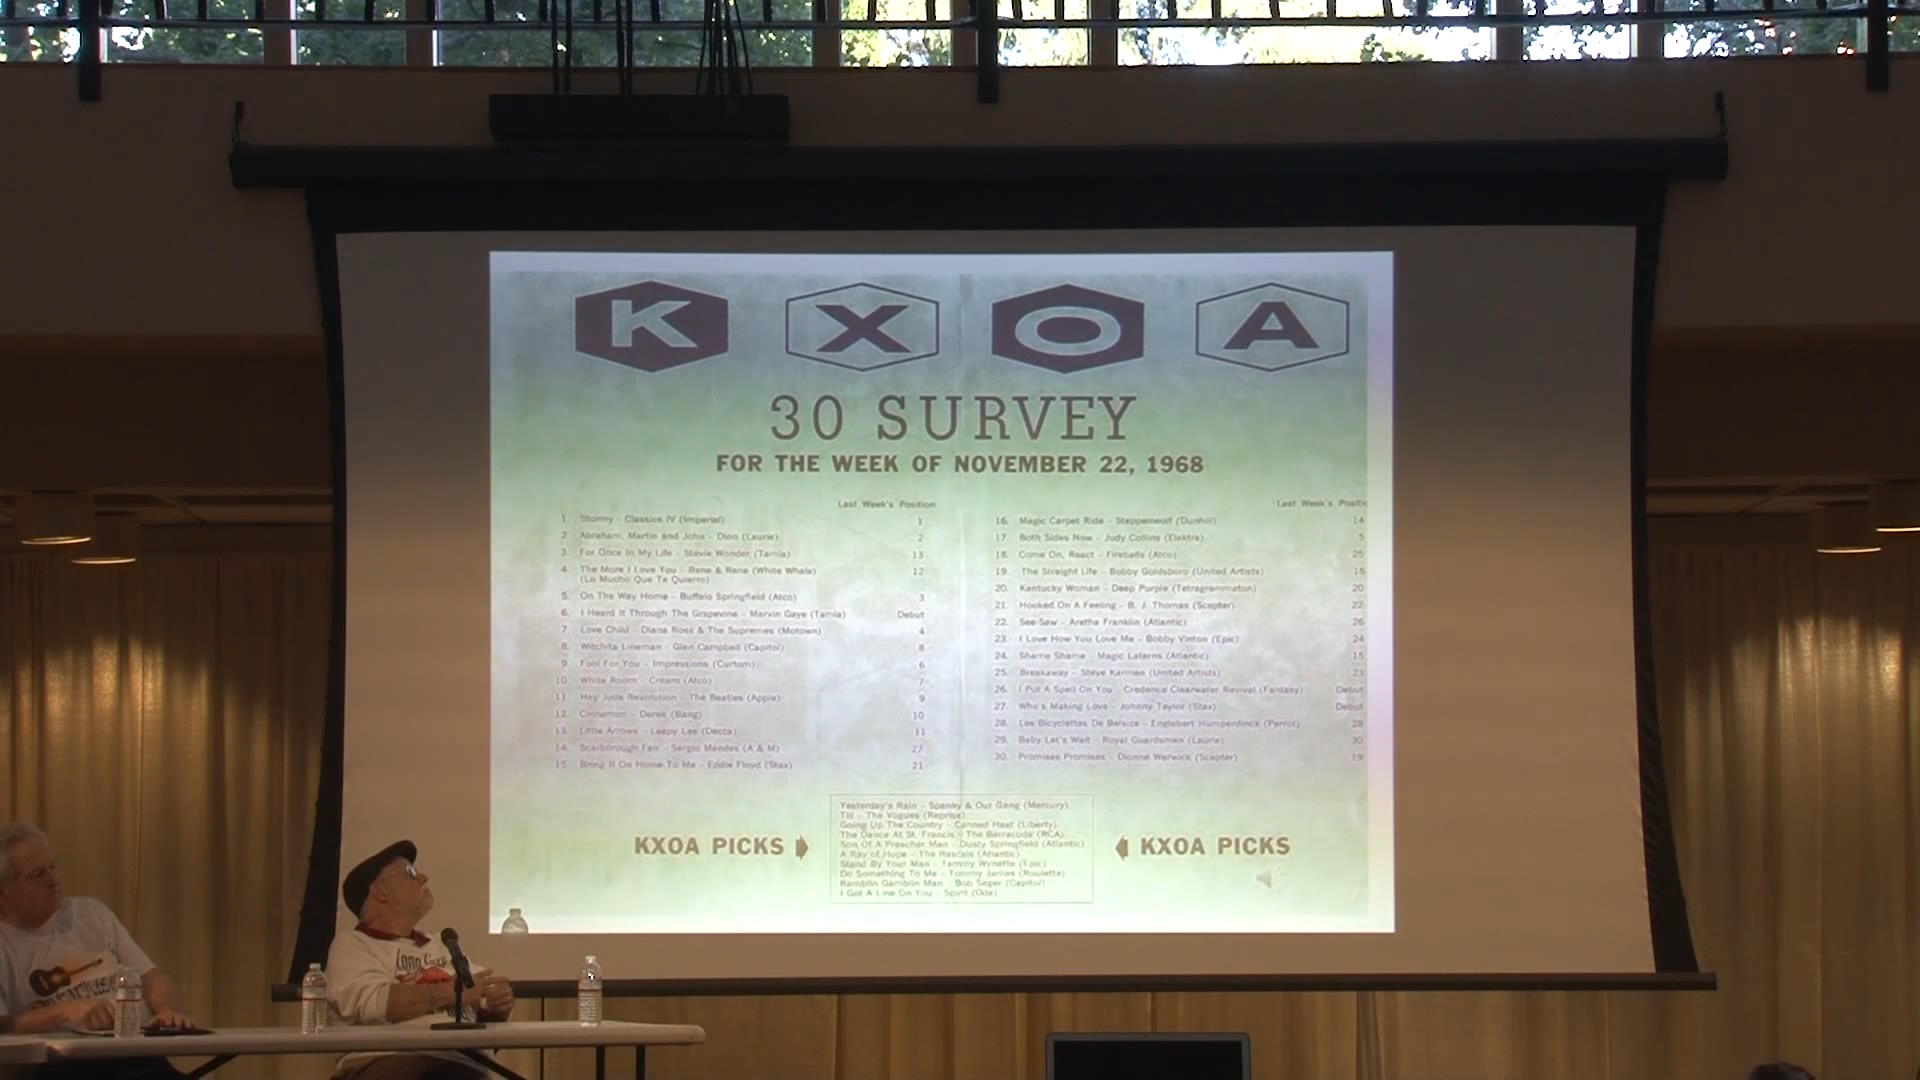 K X O A
30 SURVEY
FOR THE WEEK OF NOVEMBER 22, 1968
Last Week's Position
1. Stormy - Classics IV (Imperial) 1
2. Abraham, Martin and John - Dion (Laurie) 2
3. For Once In My Life - Stevie Wonder (Tamla) 13
4. The More I Love You - Rene & Rene (White Whale) 12
(Lo Mucho Que Te Quierro)
5. On The Way Home - Buffalo Springfield (Atco) 3
6. I Heard It Through The Grapevine - Marvin Gaye (Tamla) Debut
7. Love Child - Diana Ross & The Supremes (Motown) 4
8. Witchita Lineman - Glen Campbell (Capitol) 8
9. Fool For You - Impressions (Curtom) 6
10. White Room - Cream (Atco) 7
11. Hey Jude Revolution - The Beatles (Apple) 9
12. Cinnamon - Derek (Bang) 10
13. Little Arrows - Leapy Lee (Decca) 11
14. Scarborough Fair - Sergio Mendes (A & M) 27
15. Bring It On Home To Me - Eddie Floyd (Stax) 21
Last Week's Positio
16. Magic Carpet Ride - Steppenwolf (Dunhill) 14
17. Both Sides Now - Judy Collins (Elektra) 5
18. Come On, React - Fireballs (Atco) 25
19. The Straight Life - Bobby Goldsboro (United Artists) 16
20. Kentucky Woman - Deep Purple (Tetragrammaton) 20
21. Hooked On A Feeling - B. J. Thomas (Scepter) 22
22. See-Saw - Aretha Franklin (Atlantic) 26
23. I Love How You Love Me - Bobby Vinton (Epic) 24
24. Shame Shame - Magic Laterns (Atlantic) 15
25. Breakaway - Steve Karmen (United Artists) 23
26. I Put A Spell On You - Credence Clearwater Revival (Fantasy) Debut
27. Who's Making Love - Johnny Taylor (Stax) Debut
28. Les Bicyclettes De Belsize - Englebert Humperdinck (Parrot) 28
29. Baby Let's Wait - Royal Guardsmen (Laurie) 30
30. Promises Promises - Dionne Warwick (Scepter) 19
KXOA PICKS
Yesterday's Rain - Spanky & Our Gang (Mercury)
Till - The Vogues (Reprise)
Going Up The Country - Canned Heat (Liberty)
The Dance At St. Francis - The Barracuda (RCA)
Son Of A Preacher Man - Dusty Springfield (Atlantic)
A Ray of Hope - The Rascals (Atlantic)
Stand By Your Man - Tammy Wynette (Epic)
Do Something To Me - Tommy James (Roulette)
Ramblin Gamblin Man - Bob Seger (Capitol)
I Got A Line On You - Spirit (Ode)
KXOA PICKS